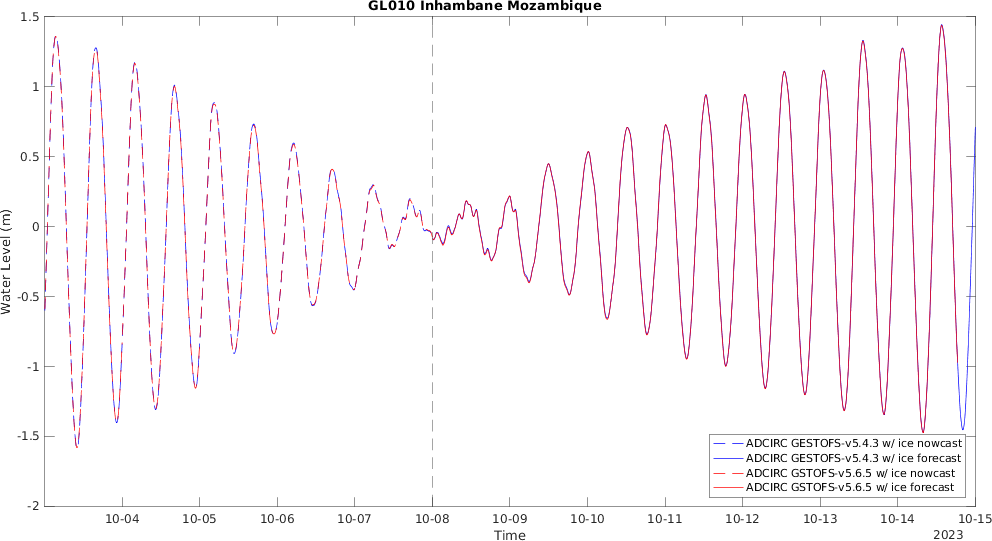 GL010 Inhambane Mozambique
1.5
1
0.5
0
-0.5
-1
-1.5
-2
Water Level (m)
10-04 10-05 10-06 10-07 10-08 10-09 10-10 10-11 10-12 10-13 10-14 10-15
Time
2023
ADCIRC GESTOFS-v5.4.3 w/ ice nowcast
ADCIRC GESTOFS-v5.4.3 w/ ice forecast
ADCIRC GSTOFS-v5.6.5 w/ ice nowcast
ADCIRC GSTOFS-v5.6.5 w/ ice forecast